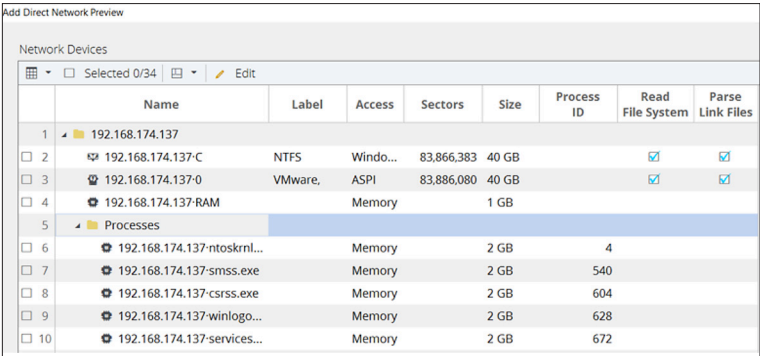 Add Direct Network Preview
Network Devices
Selected 0/34 Edit
Name Label Access Sectors Size Process ID Read File System Parse Link Files
1 192.168.174.137
2 192.168.174.137·C NTFS Windo... 83,866,383 40 GB
3 192.168.174.137·0 VMware, ASPI 83,886,080 40 GB
4 192.168.174.137·RAM Memory 1 GB
5 Processes
6 192.168.174.137·ntoskrnl... Memory 2 GB 4
7 192.168.174.137·smss.exe Memory 2 GB 540
8 192.168.174.137·csrss.exe Memory 2 GB 604
9 192.168.174.137·winlogo... Memory 2 GB 628
10 192.168.174.137·services... Memory 2 GB 672